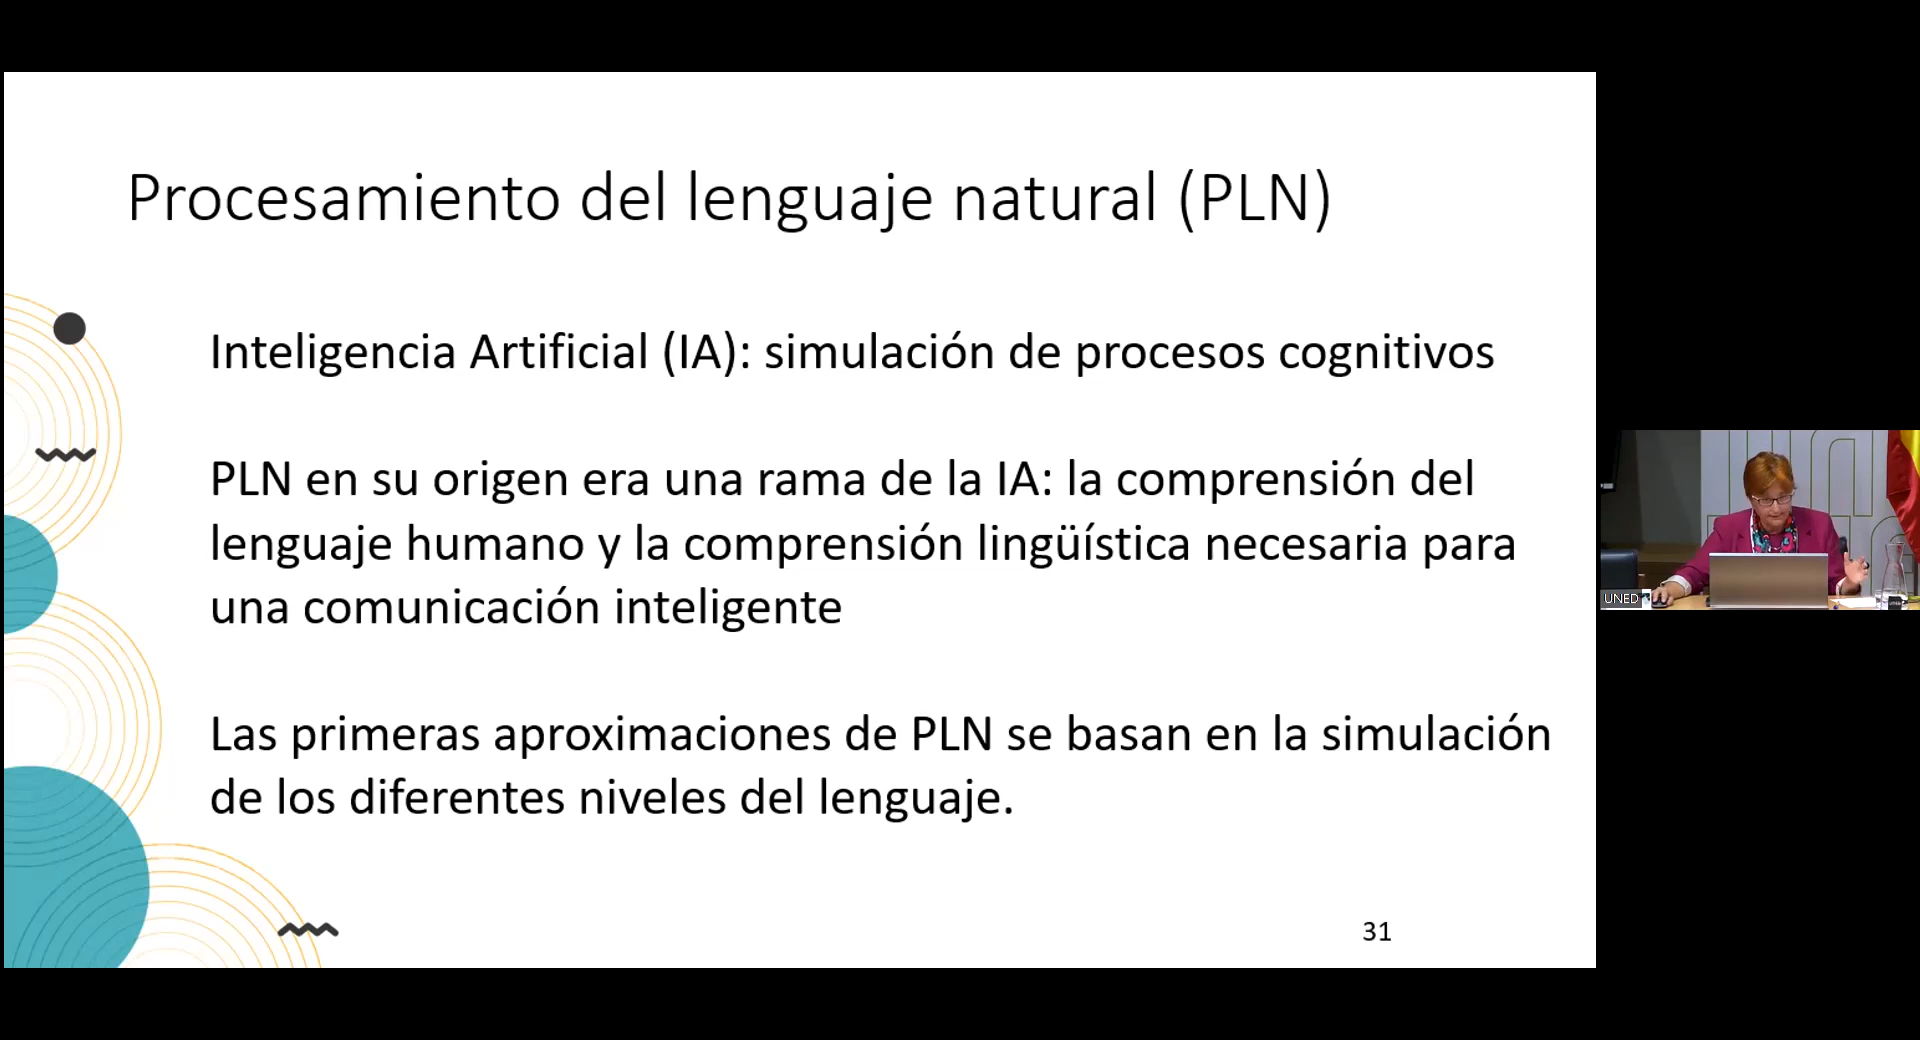 Procesamiento del lenguaje natural (PLN)
Inteligencia Artificial (IA): simulación de procesos cognitivos
PLN en su origen era una rama de la IA: la comprensión del
lenguaje humano y la comprensión lingüística necesaria para
una comunicación inteligente
Las primeras aproximaciones de PLN se basan en la simulación
de los diferentes niveles del lenguaje.
31
UNED